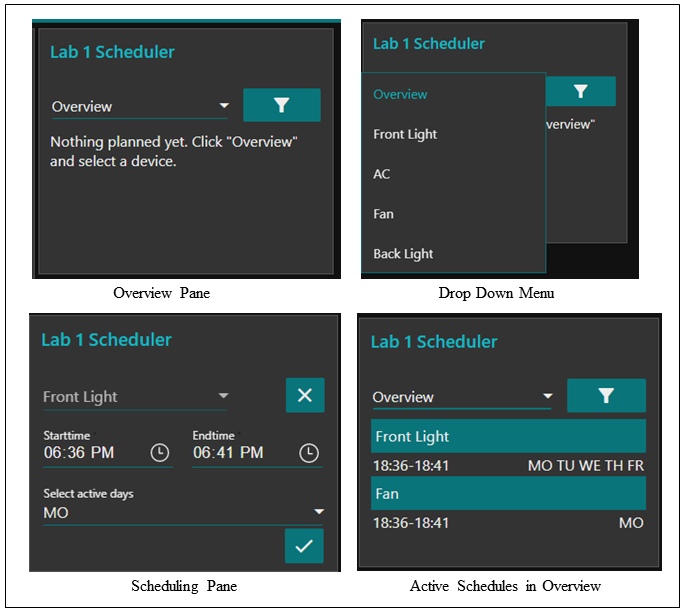 Lab 1 Scheduler
Overview
Nothing planned yet. Click "Overview"
and select a device.
Overview Pane
Lab 1 Scheduler
Overview
verview"
Front Light
AC
Fan
Back Light
Drop Down Menu
Lab 1 Scheduler
Front Light
Starttime Endtime
06:36 PM 06:41 PM
Select active days
MO
Scheduling Pane
Lab 1 Scheduler
Overview
Front Light
18:36-18:41 MO TU WE TH FR
Fan
18:36-18:41 MO
Active Schedules in Overview